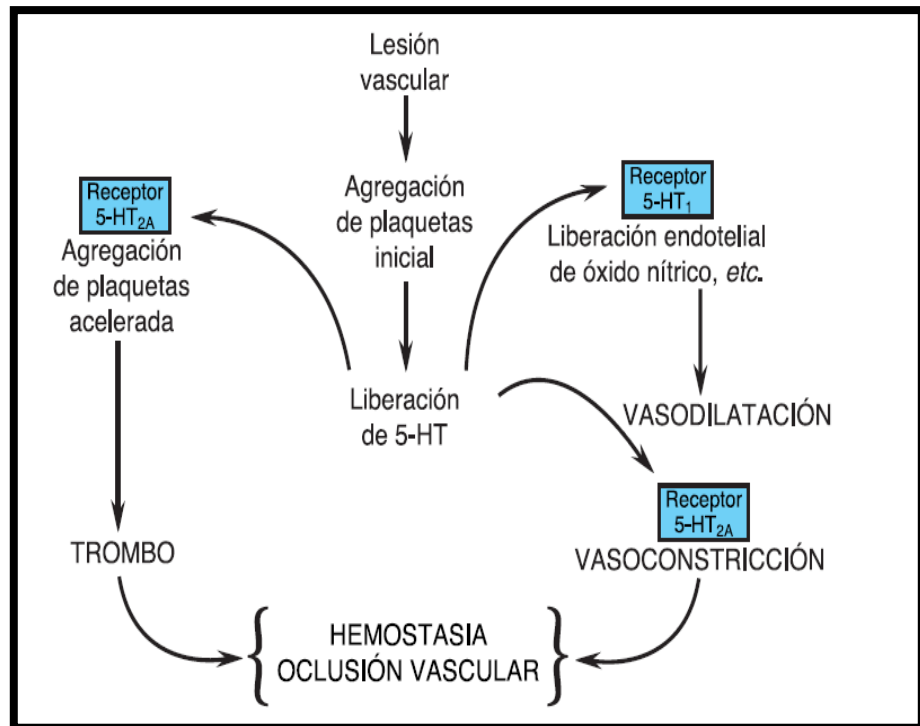 Lesión
vascular
Agregación
de plaquetas
inicial
Liberación
de 5-HT
Receptor
5-HT2A
Agregación
de plaquetas
acelerada
TROMBO
Receptor
5-HT1
Liberación endotelial
de óxido nítrico, etc.
VASODILATACIÓN
Receptor
5-HT2A
VASOCONSTRICCIÓN
HEMOSTASIA
OCLUSIÓN VASCULAR